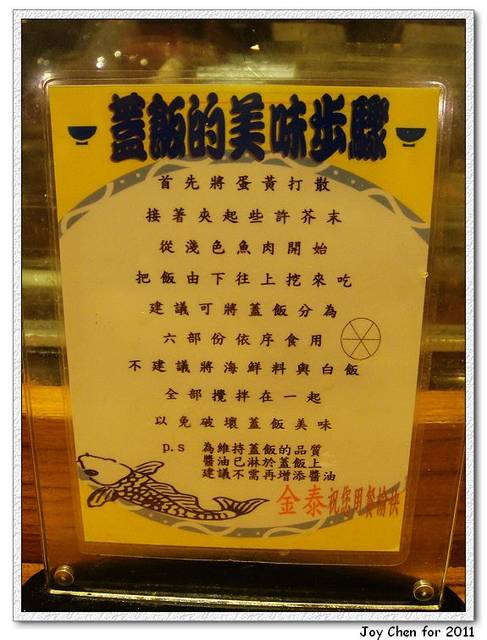 蓋飯的美味步驟
首先將蛋黃打散
接著夾起些許芥末
從淺色魚肉開始
把飯由下往上挖來吃
建議可將蓋飯分為
六部份依序食用
不建議將海鮮料與白飯
全部攪拌在一起
以免破壞蓋飯美味
p.s 為維持蓋飯的品質
醬油已淋於蓋飯上
建議不需再增添醬油
金泰祝您用餐愉快
Joy Chen for 2011